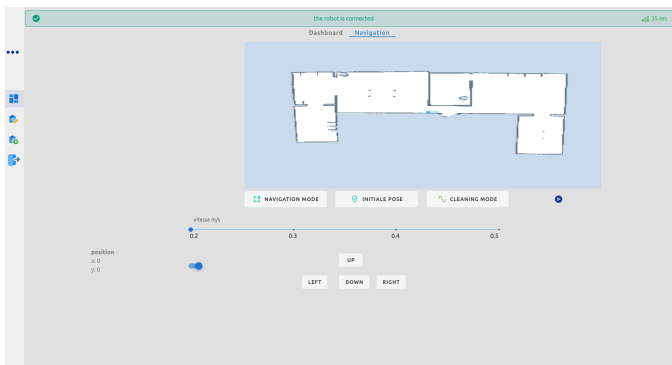 the robot is connected
35 ms
Dashboard Navigation
NAVIGATION MODE INITIALE POSE CLEANING MODE
vitesse m/s
0.2 0.3 0.4 0.5
position
x: 0
y: 0
UP
LEFT DOWN RIGHT